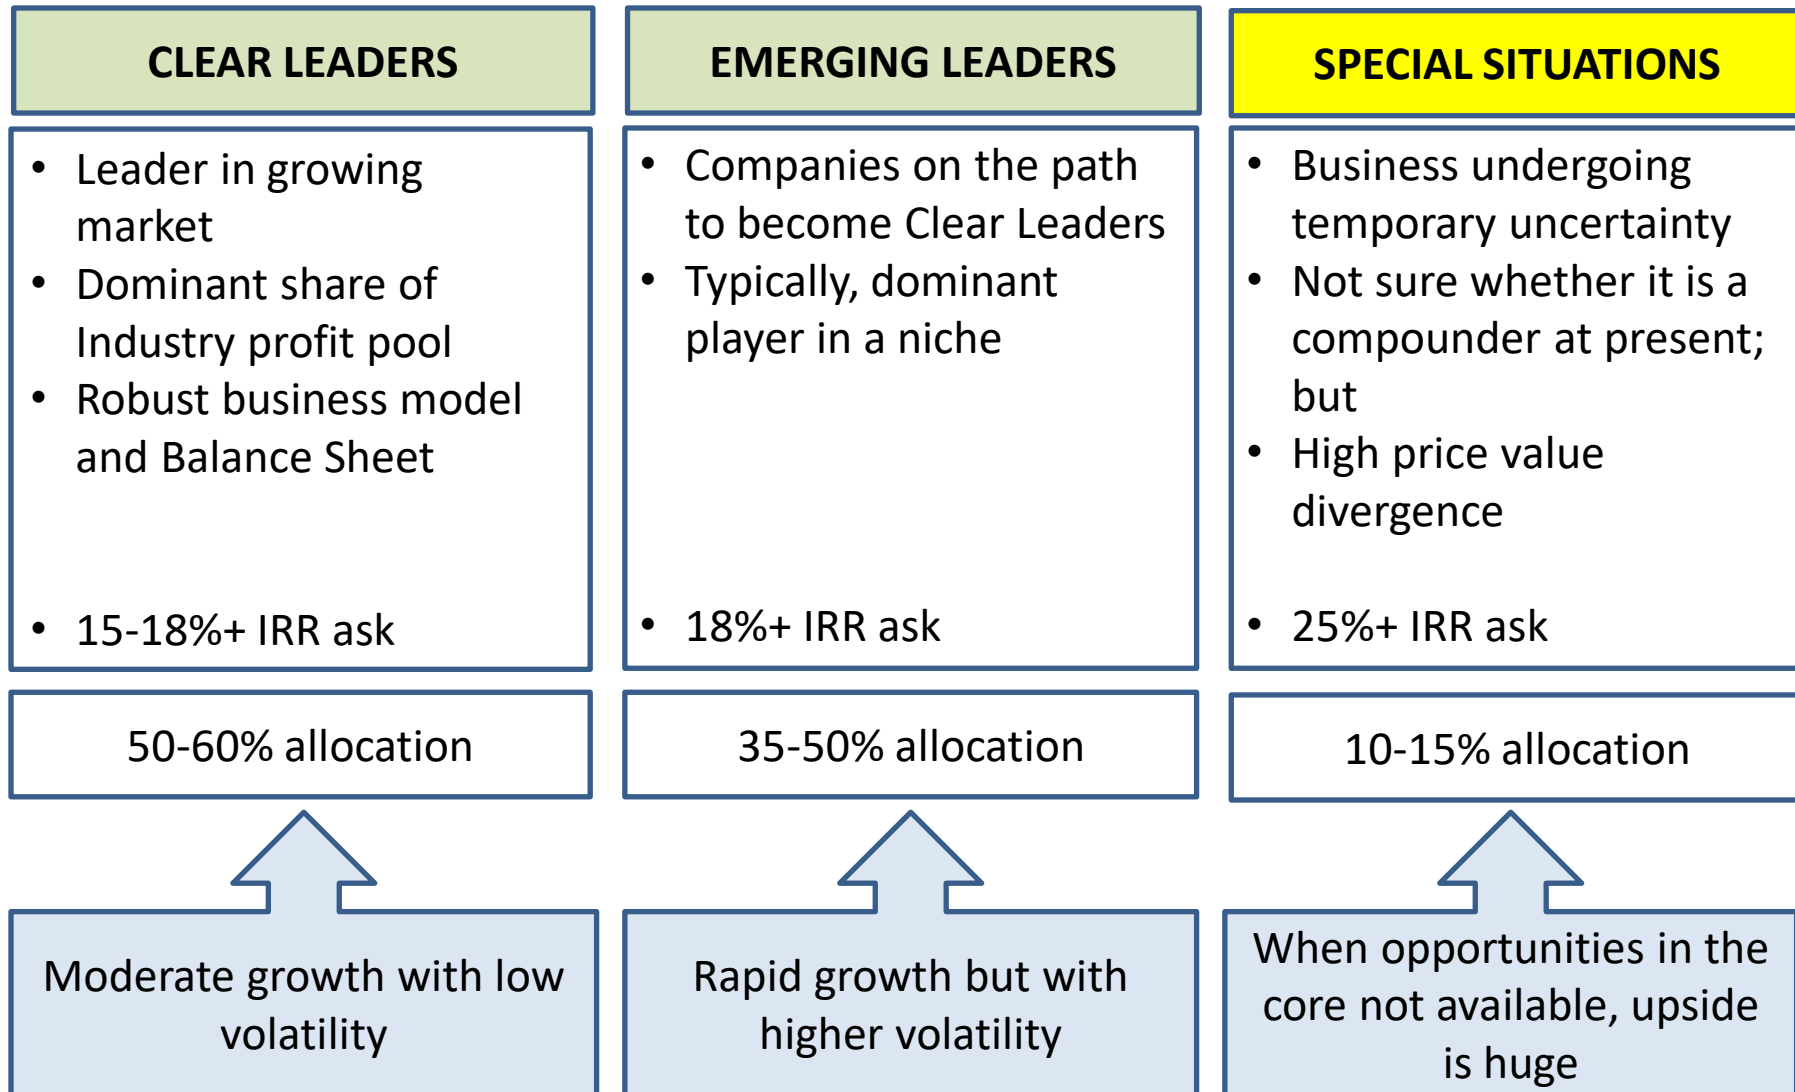 CLEAR LEADERS
• Leader in growing
market
• Dominant share of
Industry profit pool
• Robust business model
and Balance Sheet
• 15-18%+ IRR ask
50-60% allocation
Moderate growth with low
volatility
EMERGING LEADERS
• Companies on the path
to become Clear Leaders
• Typically, dominant
player in a niche
• 18%+ IRR ask
35-50% allocation
Rapid growth but with
higher volatility
SPECIAL SITUATIONS
• Business undergoing
temporary uncertainty
• Not sure whether it is a
compounder at present;
but
• High price value
divergence
• 25%+ IRR ask
10-15% allocation
When opportunities in the
core not available, upside
is huge